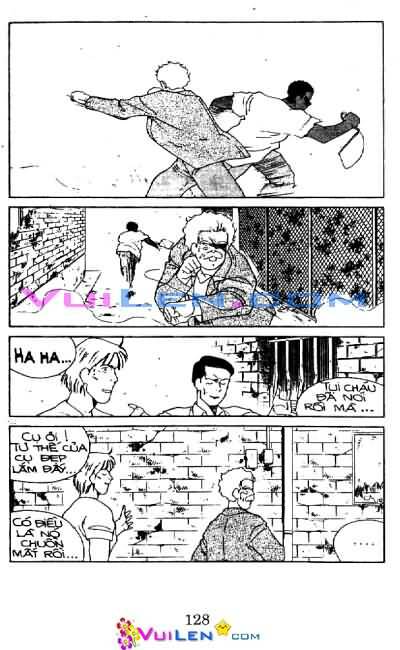 VuiLen.com
HA HA...
TỤI CHÁU
ĐÃ NÓI
RỒI MÀ...
CỤ ƠI!
TƯ THẾ CỦA
CỤ ĐẸP
LẮM ĐẤY...
CÓ ĐIỀU
LÀ NÓ
CHUỒN
MẤT RỒI...
....
128
VuiLen.com